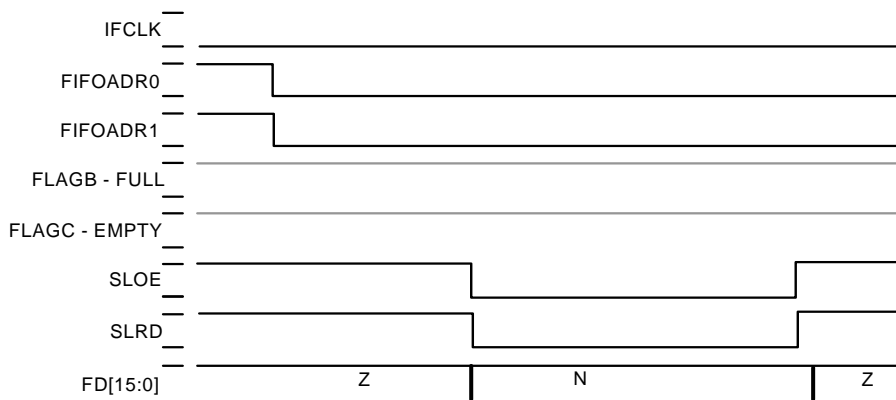 IFCLK
FIFOADR0
FIFOADR1
FLAGB - FULL
FLAGC - EMPTY
SLOE
SLRD
FD[15:0] Z N Z